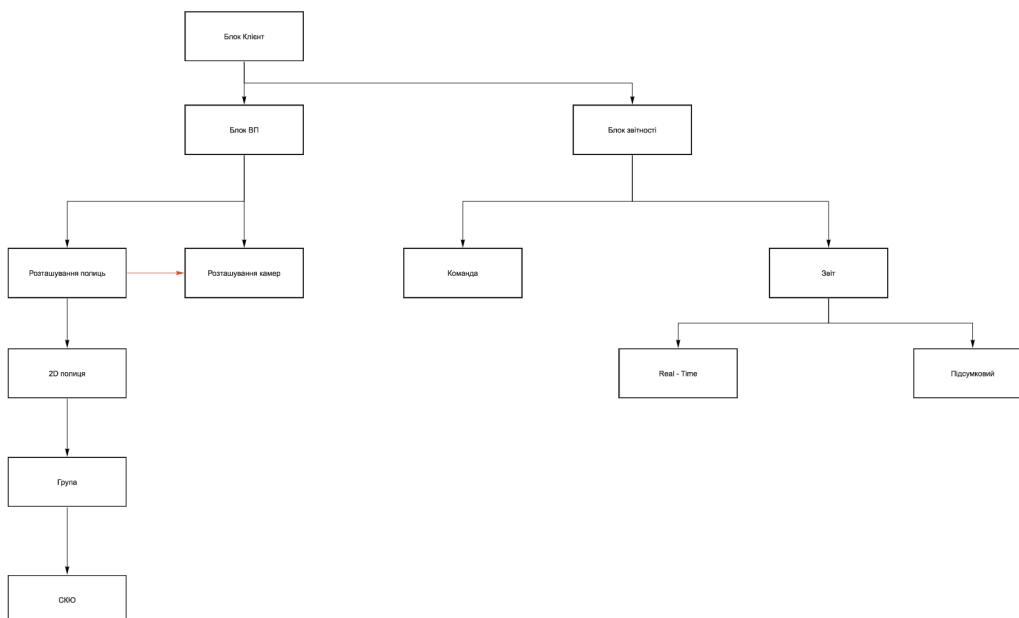 Блок Клієнт
Блок ВП
Блок звітності
Розташування полиць
Розташування камер
Команда
Звіт
2D полиця
Real - Time
Підсумковий
Група
СКЮ